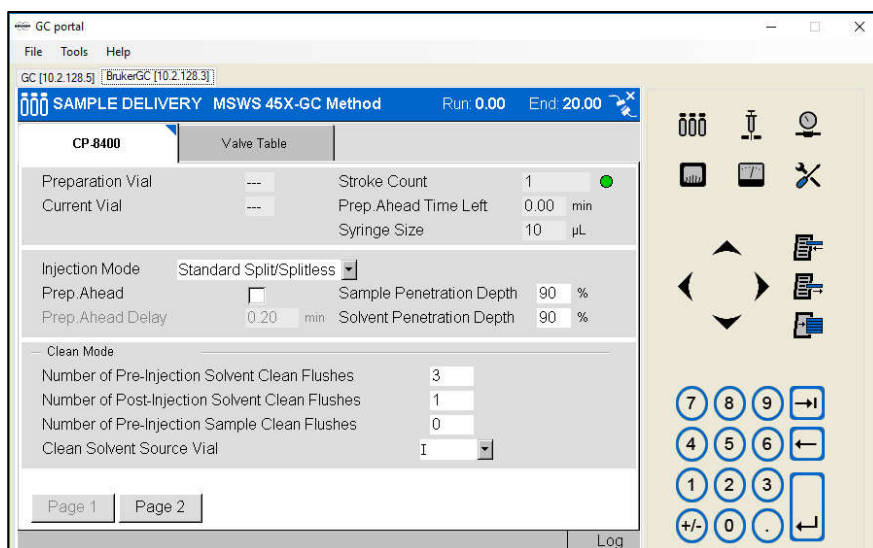 GC portal
File Tools Help
GC [10.2.128.5] BrukerGC [10.2.128.3]
SAMPLE DELIVERY MSWS 45X-GC Method Run: 0.00 End: 20.00
CP-8400 Valve Table
Preparation Vial --- Stroke Count 1
Current Vial --- Prep.Ahead Time Left 0.00 min
Syringe Size 10 µL
Injection Mode Standard Split/Splitless
Prep.Ahead Sample Penetration Depth 90 %
Prep.Ahead Delay 0.20 min Solvent Penetration Depth 90 %
Clean Mode
Number of Pre-Injection Solvent Clean Flushes 3
Number of Post-Injection Solvent Clean Flushes 1
Number of Pre-Injection Sample Clean Flushes 0
Clean Solvent Source Vial I
Page 1 Page 2
Log
7 8 9
4 5 6
1 2 3
+/- 0 .